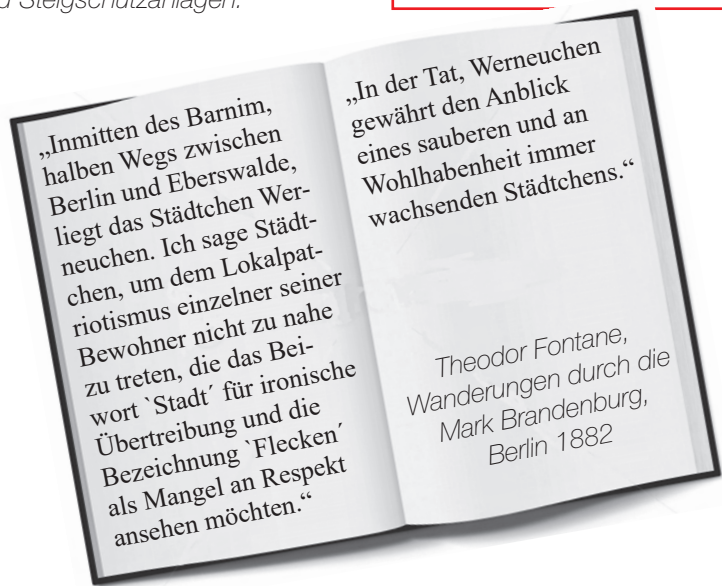 d Steigschutzanlagen.
„Inmitten des Barnim,
halben Wegs zwischen
Berlin und Eberswalde,
liegt das Städtchen Wer-
neuchen. Ich sage Städt-
chen, um dem Lokalpat-
riotismus einzelner seiner
Bewohner nicht zu nahe
zu treten, die das Bei-
wort `Stadt´ für ironische
Übertreibung und die
Bezeichnung `Flecken´
als Mangel an Respekt
ansehen möchten.“
„In der Tat, Werneuchen
gewährt den Anblick
eines sauberen und an
Wohlhabenheit immer
wachsenden Städtchens.“
Theodor Fontane,
Wanderungen durch die
Mark Brandenburg,
Berlin 1882